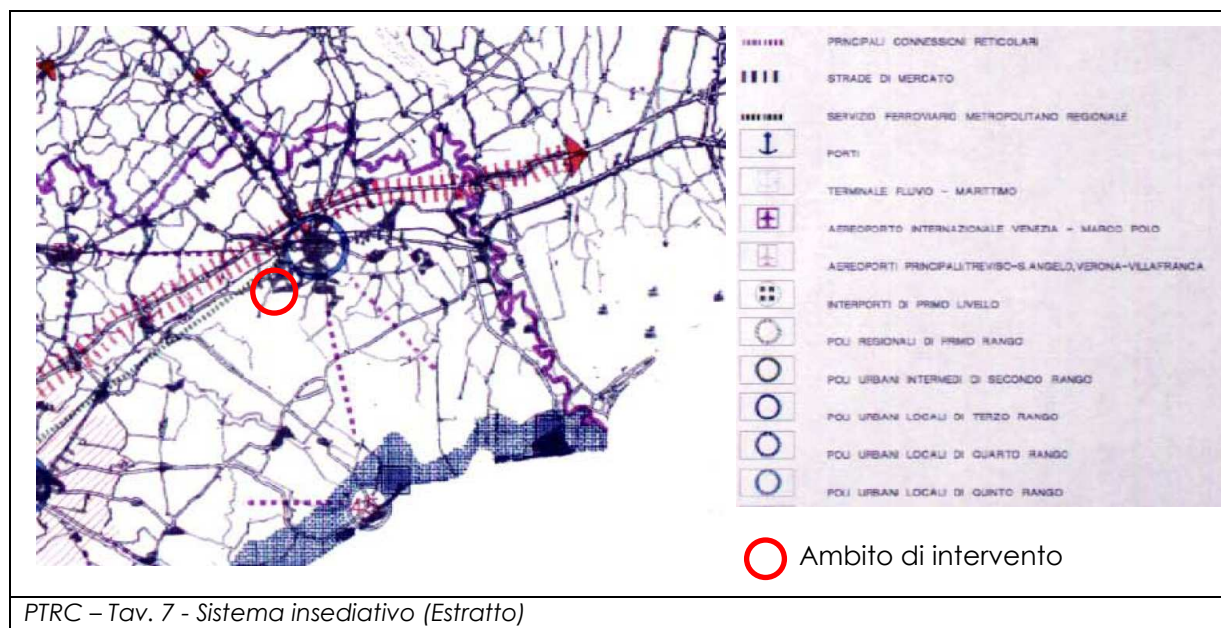 PRINCIPALI CONNESSIONI RETICOLARI
STRADE DI MERCATO
SERVIZIO FERROVIARIO METROPOLITANO REGIONALE
PORTI
TERMINALE FLUVIO - MARITTIMO
AEREOPORTO INTERNAZIONALE VENEZIA - MARCO POLO
AEREOPORTI PRINCIPALI:TREVISO-S.ANGELO,VERONA-VILLAFRANCA
INTERPORTI DI PRIMO LIVELLO
POLI REGIONALI DI PRIMO RANGO
POLI URBANI INTERMEDI DI SECONDO RANGO
POLI URBANI LOCALI DI TERZO RANGO
POLI URBANI LOCALI DI QUARTO RANGO
POLI URBANI LOCALI DI QUINTO RANGO
Ambito di intervento
PTRC – Tav. 7 - Sistema insediativo (Estratto)